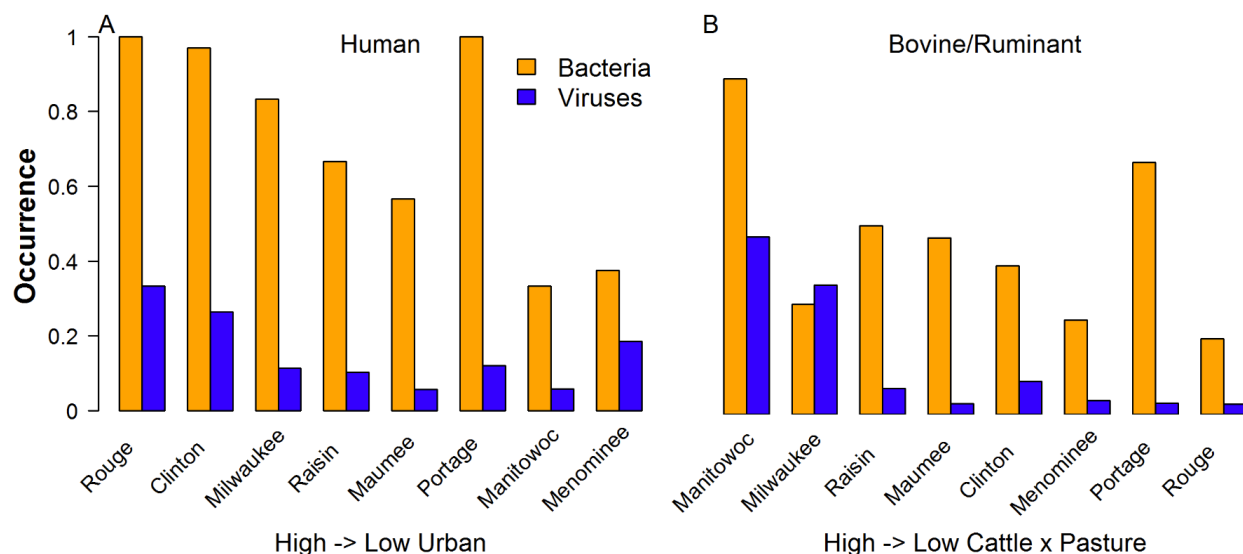 A
Human
Bacteria
Viruses
Occurrence
1
0.8
0.6
0.4
0.2
0
Rouge
Clinton
Milwaukee
Raisin
Maumee
Portage
Manitowoc
Menominee
High -> Low Urban
B
Bovine/Ruminant
Manitowoc
Milwaukee
Raisin
Maumee
Clinton
Menominee
Portage
Rouge
High -> Low Cattle x Pasture